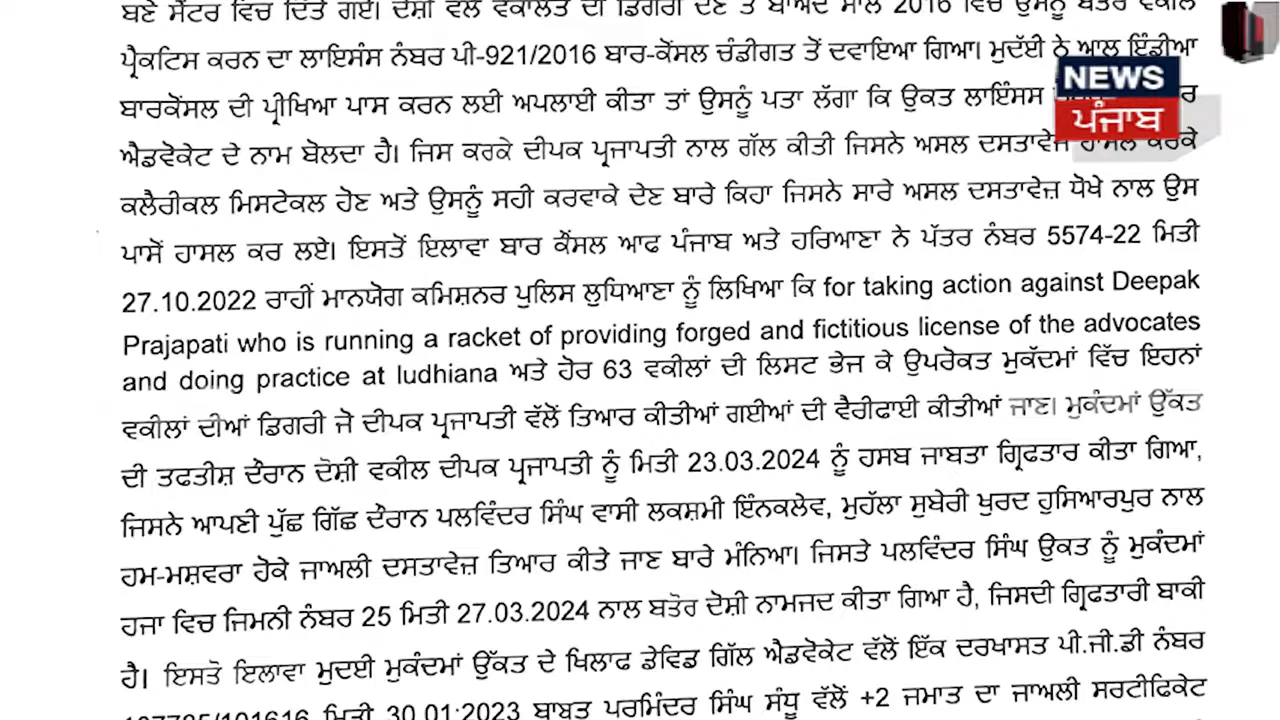 ਬਣੇ ਸੈਂਟਰ ਵਿਚ ਦਿੱਤੇ ਗਏ। ਦੋਸ਼ੀ ਵਲੋਂ ਵਕਾਲਤ ਦੀ ਡਿਗਰੀ ਦੇਣ ਤੋਂ ਬਾਅਦ ਸਾਲ 2016 ਵਿਚ ਉਸਨੂੰ ਬਤੌਰ ਵਕੀਲ
ਪ੍ਰੈਕਟਿਸ ਕਰਨ ਦਾ ਲਾਇਸੰਸ ਨੰਬਰ ਪੀ-921/2016 ਬਾਰ-ਕੋਂਸਲ ਚੰਡੀਗਤ ਤੋਂ ਦਵਾਇਆ ਗਿਆ। ਮੁਦੱਈ ਨੇ ਆਲ ਇੰਡੀਆ
ਬਾਰਕੋਂਸਲ ਦੀ ਪ੍ਰੀਖਿਆ ਪਾਸ ਕਰਨ ਲਈ ਅਪਲਾਈ ਕੀਤਾ ਤਾਂ ਉਸਨੂੰ ਪਤਾ ਲੱਗਾ ਕਿ ਉਕਤ ਲਾਇੰਸਸ
ਐਡਵੋਕੇਟ ਦੇ ਨਾਮ ਬੋਲਦਾ ਹੈ। ਜਿਸ ਕਰਕੇ ਦੀਪਕ ਪ੍ਰਜਾਪਤੀ ਨਾਲ ਗੱਲ ਕੀਤੀ ਜਿਸਨੇ ਅਸਲ ਦਸਤਾਵੇਜ ਹਾਸਲ ਕਰਕੇ
ਕਲੈਰੀਕਲ ਮਿਸਟੇਕਲ ਹੋਣ ਅਤੇ ਉਸਨੂੰ ਸਹੀ ਕਰਵਾਕੇ ਦੇਣ ਬਾਰੇ ਕਿਹਾ ਜਿਸਨੇ ਸਾਰੇ ਅਸਲ ਦਸਤਾਵੇਜ਼ ਧੋਖੇ ਨਾਲ ਉਸ
ਪਾਸੋਂ ਹਾਸਲ ਕਰ ਲਏ। ਇਸਤੋਂ ਇਲਾਵਾ ਬਾਰ ਕੌਂਸਲ ਆਫ ਪੰਜਾਬ ਅਤੇ ਹਰਿਆਣਾ ਨੇ ਪੱਤਰ ਨੰਬਰ 5574-22 ਮਿਤੀ
27.10.2022 ਰਾਹੀਂ ਮਾਨਯੋਗ ਕਮਿਸ਼ਨਰ ਪੁਲਿਸ ਲੁਧਿਆਣਾ ਨੂੰ ਲਿਖਿਆ ਕਿ for taking action against Deepak
Prajapati who is running a racket of providing forged and fictitious license of the advocates
and doing practice at ludhiana ਅਤੇ ਹੋਰ 63 ਵਕੀਲਾਂ ਦੀ ਲਿਸਟ ਭੇਜ ਕੇ ਉਪਰੋਕਤ ਮੁਕੱਦਮਾਂ ਵਿੱਚ ਇਹਨਾਂ
ਵਕੀਲਾਂ ਦੀਆਂ ਡਿਗਰੀ ਜੋ ਦੀਪਕ ਪ੍ਰਜਾਪਤੀ ਵੱਲੋਂ ਤਿਆਰ ਕੀਤੀਆਂ ਗਈਆਂ ਦੀ ਵੈਰੀਫਾਈ ਕੀਤੀਆਂ ਜਾਣ। ਮੁਕੰਦਮਾਂ ਉੱਕਤ
ਦੀ ਤਫਤੀਸ਼ ਦੌਰਾਨ ਦੋਸ਼ੀ ਵਕੀਲ ਦੀਪਕ ਪ੍ਰਜਾਪਤੀ ਨੂੰ ਮਿਤੀ 23.03.2024 ਨੂੰ ਹਸਬ ਜਾਬਤਾ ਗ੍ਰਿਫਤਾਰ ਕੀਤਾ ਗਿਆ,
ਜਿਸਨੇ ਆਪਣੀ ਪੁੱਛ ਗਿੱਛ ਦੌਰਾਨ ਪਲਵਿੰਦਰ ਸਿੰਘ ਵਾਸੀ ਲਕਸ਼ਮੀ ਇੰਨਕਲੇਵ, ਮੁਹੱਲਾ ਸੁਬੇਰੀ ਖੁਰਦ ਹੁਸਿਆਰਪੁਰ ਨਾਲ
ਹਮ-ਮਸ਼ਵਰਾ ਹੋਕੇ ਜਾਅਲੀ ਦਸਤਾਵੇਜ਼ ਤਿਆਰ ਕੀਤੇ ਜਾਣ ਬਾਰੇ ਮੰਨਿਆ। ਜਿਸਤੇ ਪਲਵਿੰਦਰ ਸਿੰਘ ਉਕਤ ਨੂੰ ਮੁਕੰਦਮਾਂ
ਹਜਾ ਵਿਚ ਜਿਮਨੀ ਨੰਬਰ 25 ਮਿਤੀ 27.03.2024 ਨਾਲ ਬਤੋਰ ਦੋਸ਼ੀ ਨਾਮਜਦ ਕੀਤਾ ਗਿਆ ਹੈ, ਜਿਸਦੀ ਗ੍ਰਿਫਤਾਰੀ ਬਾਕੀ
ਹੈ। ਇਸਤੋ ਇਲਾਵਾ ਮੁਦਈ ਮੁਕੰਦਮਾਂ ਉੱਕਤ ਦੇ ਖਿਲਾਫ ਡੇਵਿਡ ਗਿੱਲ ਐਡਵੋਕੇਟ ਵੱਲੋਂ ਇੱਕ ਦਰਖਾਸਤ ਪੀ.ਜੀ.ਡੀ ਨੰਬਰ
ਮਿਤੀ 30.01.2023 ਬਾਬਤ ਪਰਮਿੰਦਰ ਸਿੰਘ ਸੰਧੂ ਵੱਲੋਂ +2 ਜਮਾਤ ਦਾ ਜਾਅਲੀ ਸਰਟੀਫਿਕੇਟ
NEWS
ਪੰਜਾਬ